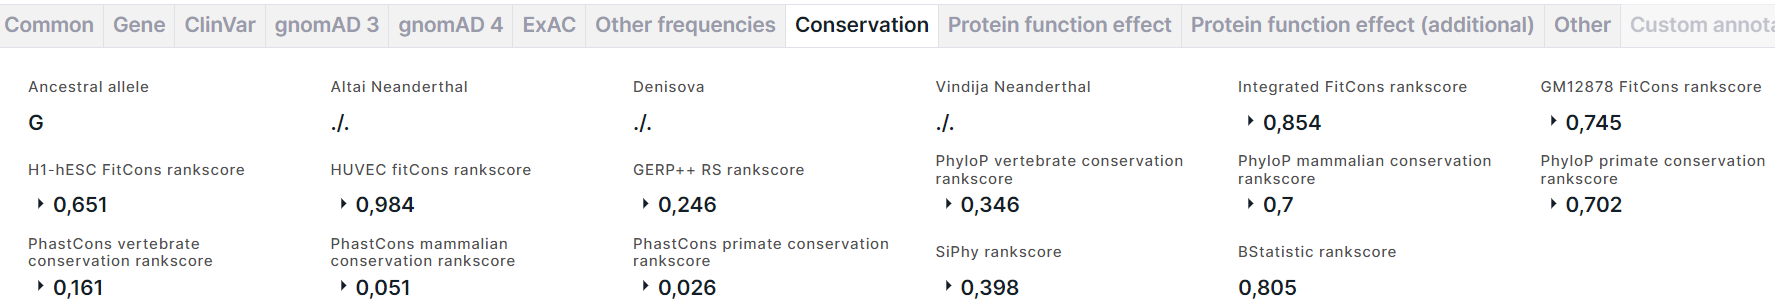 Common Gene ClinVar gnomAD 3 gnomAD 4 ExAC Other frequencies Conservation Protein function effect Protein function effect (additional) Other Custom annota
Ancestral allele Altai Neanderthal Denisova Vindija Neanderthal Integrated FitCons rankscore GM12878 FitCons rankscore
G ./. ./. ./. 0,854 0,745
H1-hESC FitCons rankscore HUVEC fitCons rankscore GERP++ RS rankscore PhyloP vertebrate conservation rankscore PhyloP mammalian conservation rankscore PhyloP primate conservation rankscore
0,651 0,984 0,246 0,346 0,7 0,702
PhastCons vertebrate conservation rankscore PhastCons mammalian conservation rankscore PhastCons primate conservation rankscore SiPhy rankscore BStatistic rankscore
0,161 0,051 0,026 0,398 0,805